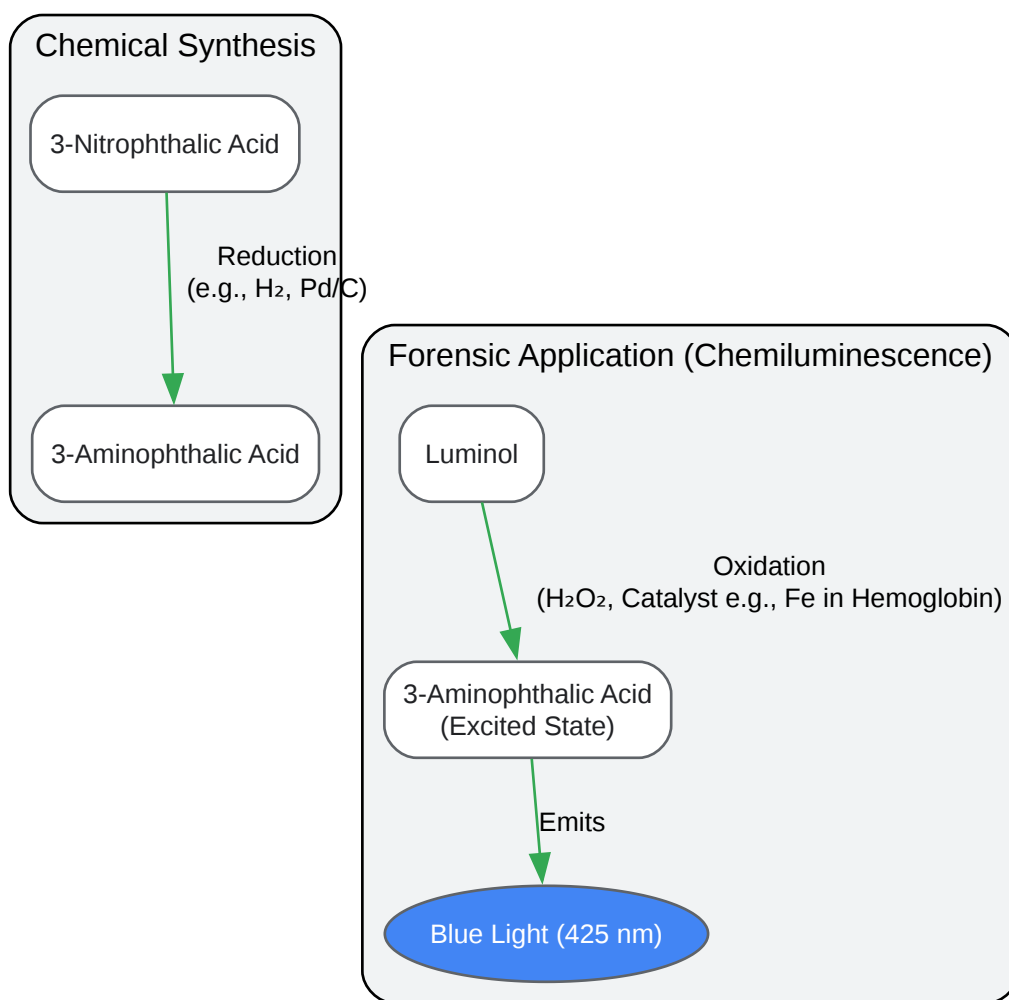 Chemical Synthesis
3-Nitrophthalic Acid
Reduction
(e.g., H₂, Pd/C)
3-Aminophthalic Acid
Forensic Application (Chemiluminescence)
Luminol
Oxidation
(H₂O₂, Catalyst e.g., Fe in Hemoglobin)
3-Aminophthalic Acid
(Excited State)
Emits
Blue Light (425 nm)